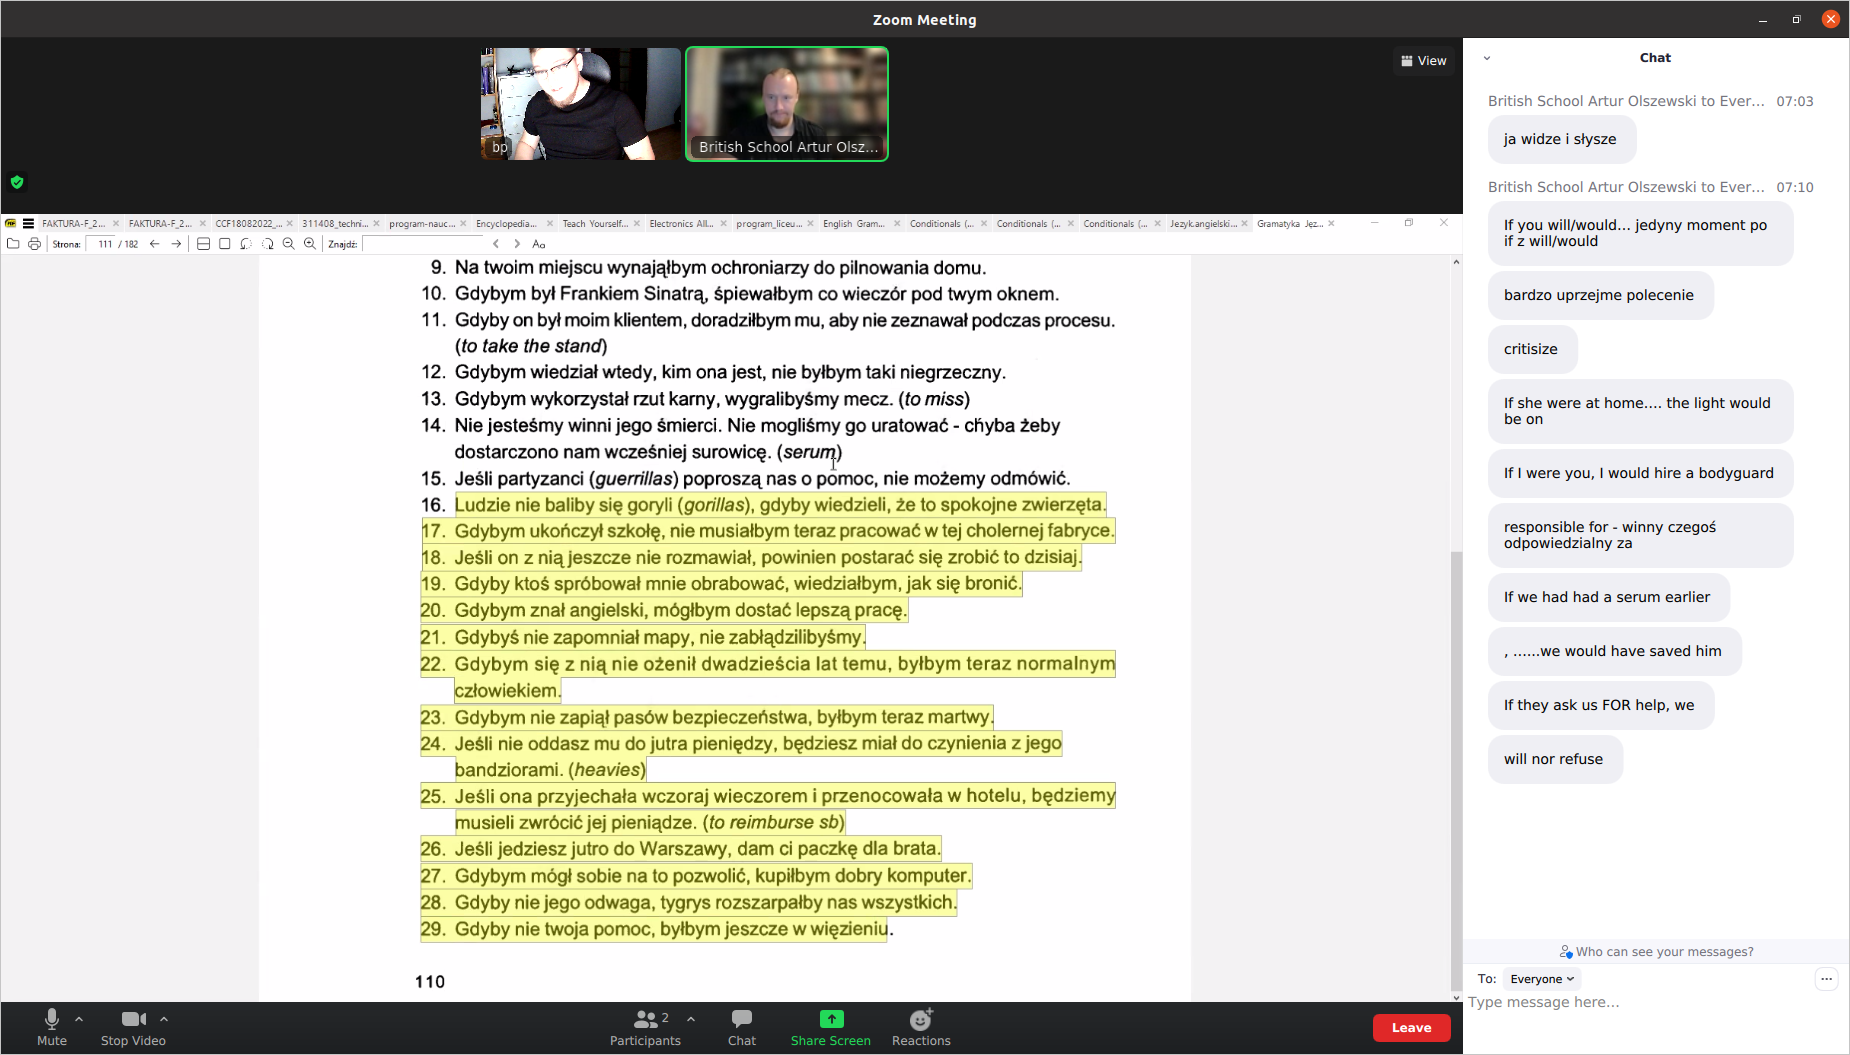 Zoom Meeting
View
bp
British School Artur Olsz...
FAKTURA-F_2...
FAKTURA-F_2...
CCF18082022_...
311408_techni...
program-nauc...
Encyclopedia...
Teach Yourself...
Electronics All...
program_liceu...
English Gram...
Conditionals (...
Conditionals (...
Conditionals (...
Jezyk.angielski...
Gramatyka Jęz...
Strona: 111 / 182
Znajdź:
Aa
9. Na twoim miejscu wynająłbym ochroniarzy do pilnowania domu.
10. Gdybym był Frankiem Sinatrą, śpiewałbym co wieczór pod twym oknem.
11. Gdyby on był moim klientem, doradziłbym mu, aby nie zeznawał podczas procesu.
(to take the stand)
12. Gdybym wiedział wtedy, kim ona jest, nie byłbym taki niegrzeczny.
13. Gdybym wykorzystał rzut karny, wygralibyśmy mecz. (to miss)
14. Nie jesteśmy winni jego śmierci. Nie mogliśmy go uratować - chyba żeby
dostarczono nam wcześniej surowicę. (serum)
15. Jeśli partyzanci (guerrillas) poproszą nas o pomoc, nie możemy odmówić.
16. Ludzie nie baliby się goryli (gorillas), gdyby wiedzieli, że to spokojne zwierzęta.
17. Gdybym ukończył szkołę, nie musiałbym teraz pracować w tej cholernej fabryce.
18. Jeśli on z nią jeszcze nie rozmawiał, powinien postarać się zrobić to dzisiaj.
19. Gdyby ktoś spróbował mnie obrabować, wiedziałbym, jak się bronić.
20. Gdybym znał angielski, mógłbym dostać lepszą pracę.
21. Gdybyś nie zapomniał mapy, nie zabłądzilibyśmy.
22. Gdybym się z nią nie ożenił dwadzieścia lat temu, byłbym teraz normalnym
człowiekiem.
23. Gdybym nie zapiął pasów bezpieczeństwa, byłbym teraz martwy.
24. Jeśli nie oddasz mu do jutra pieniędzy, będziesz miał do czynienia z jego
bandziorami. (heavies)
25. Jeśli ona przyjechała wczoraj wieczorem i przenocowała w hotelu, będziemy
musieli zwrócić jej pieniądze. (to reimburse sb)
26. Jeśli jedziesz jutro do Warszawy, dam ci paczkę dla brata.
27. Gdybym mógł sobie na to pozwolić, kupiłbym dobry komputer.
28. Gdyby nie jego odwaga, tygrys rozszarpałby nas wszystkich.
29. Gdyby nie twoja pomoc, byłbym jeszcze w więzieniu.
110
Chat
British School Artur Olszewski to Ever... 07:03
ja widze i słysze
British School Artur Olszewski to Ever... 07:10
If you will/would... jedyny moment po
if z will/would
bardzo uprzejme polecenie
critisize
If she were at home.... the light would
be on
If I were you, I would hire a bodyguard
responsible for - winny czegoś
odpowiedzialny za
If we had had a serum earlier
, ......we would have saved him
If they ask us FOR help, we
will nor refuse
Who can see your messages?
To: Everyone
Type message here...
Mute
Stop Video
Participants 2
Chat
Share Screen
Reactions
Leave